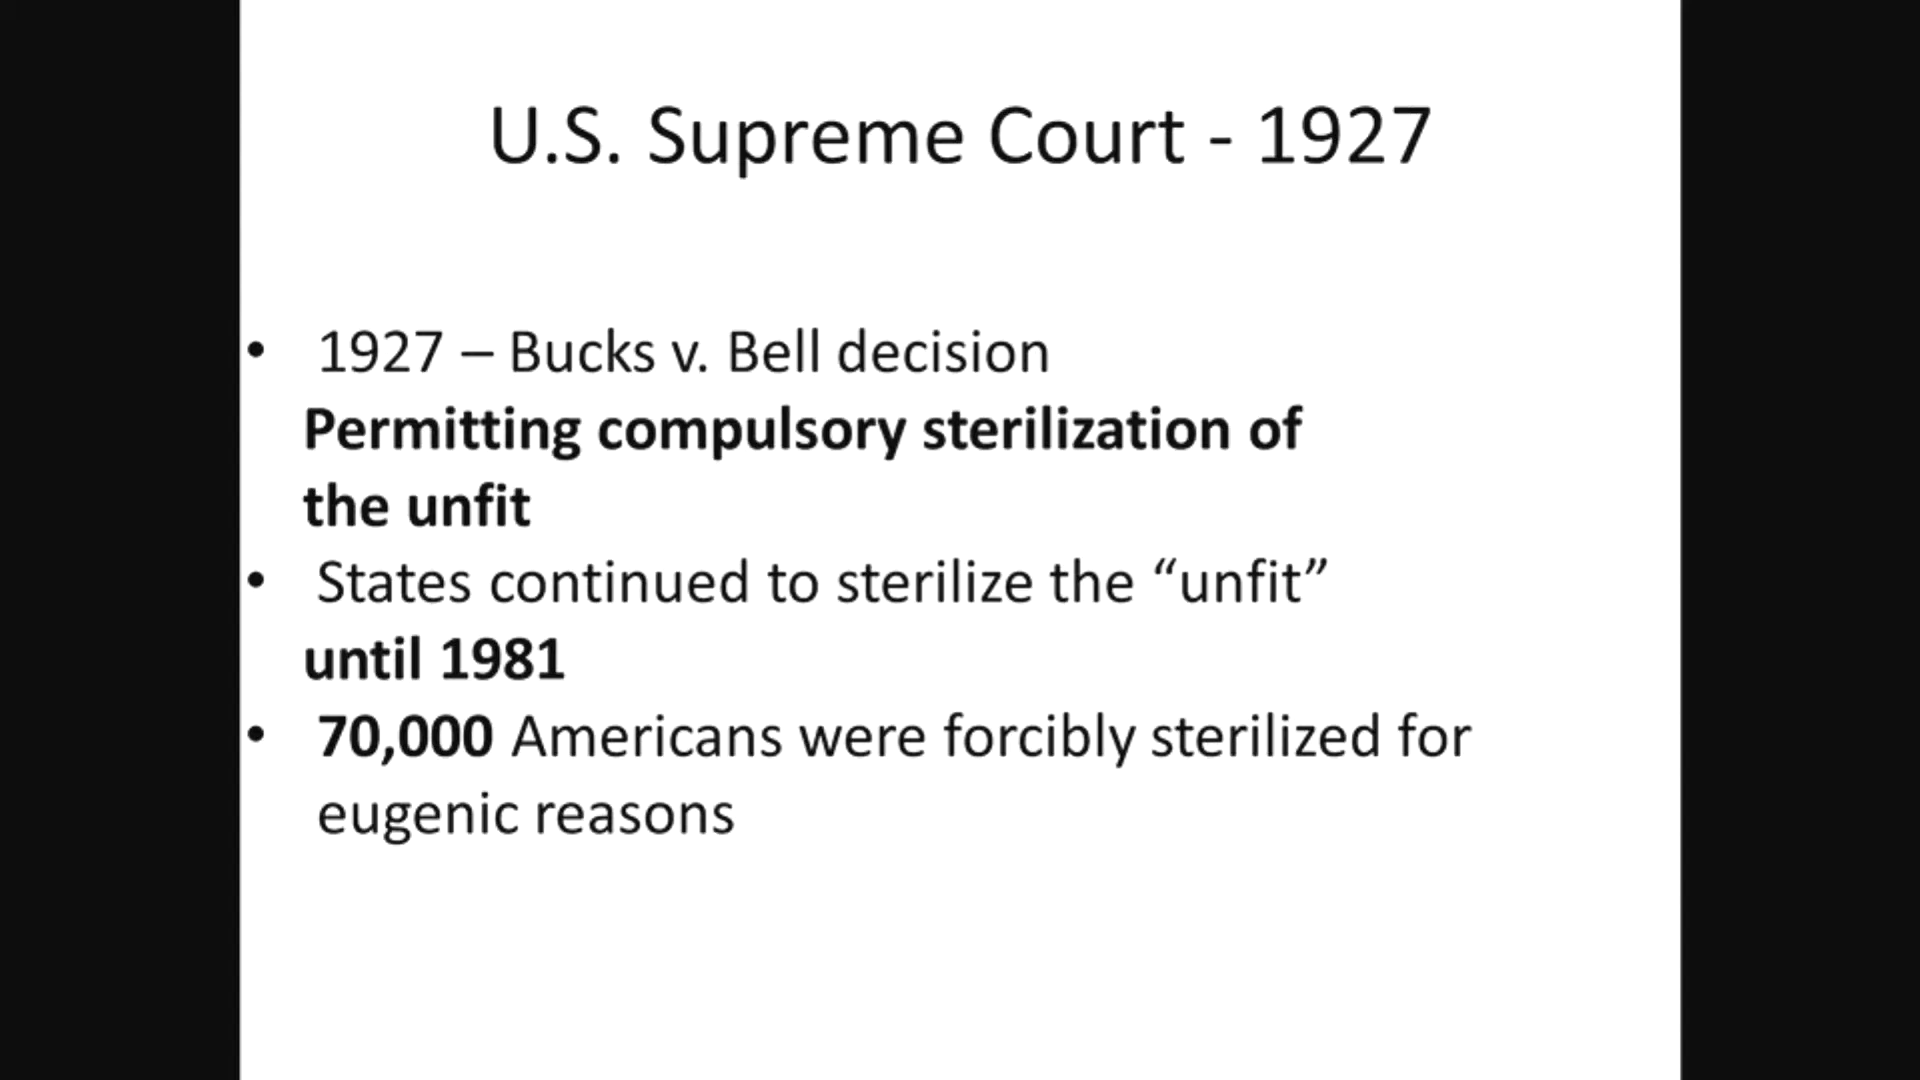 U.S. Supreme Court - 1927
• 1927 – Bucks v. Bell decision
Permitting compulsory sterilization of
the unfit
• States continued to sterilize the “unfit”
until 1981
• 70,000 Americans were forcibly sterilized for
eugenic reasons